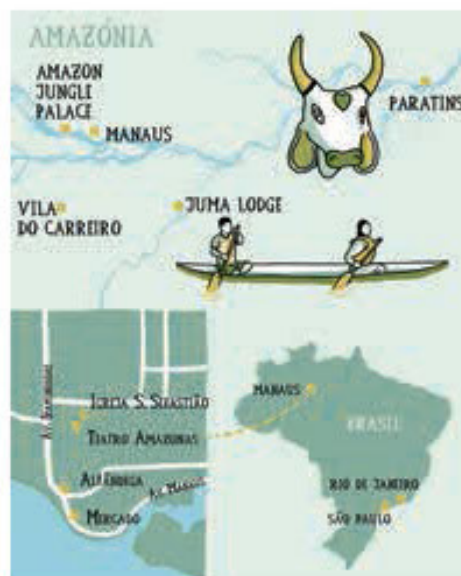 AMAZÓNIA
AMAZON
JUNGLE
PALACE
MANAUS
PARATINS
VILA
DO CARREIRO
JUMA LODGE
IGREJA S. SEBASTIÃO
TEATRO AMAZONAS
ALFÂNDEGA
AV. MANAUS
MERCADO
MANAUS
BRASIL
RIO DE JANEIRO
SÃO PAULO